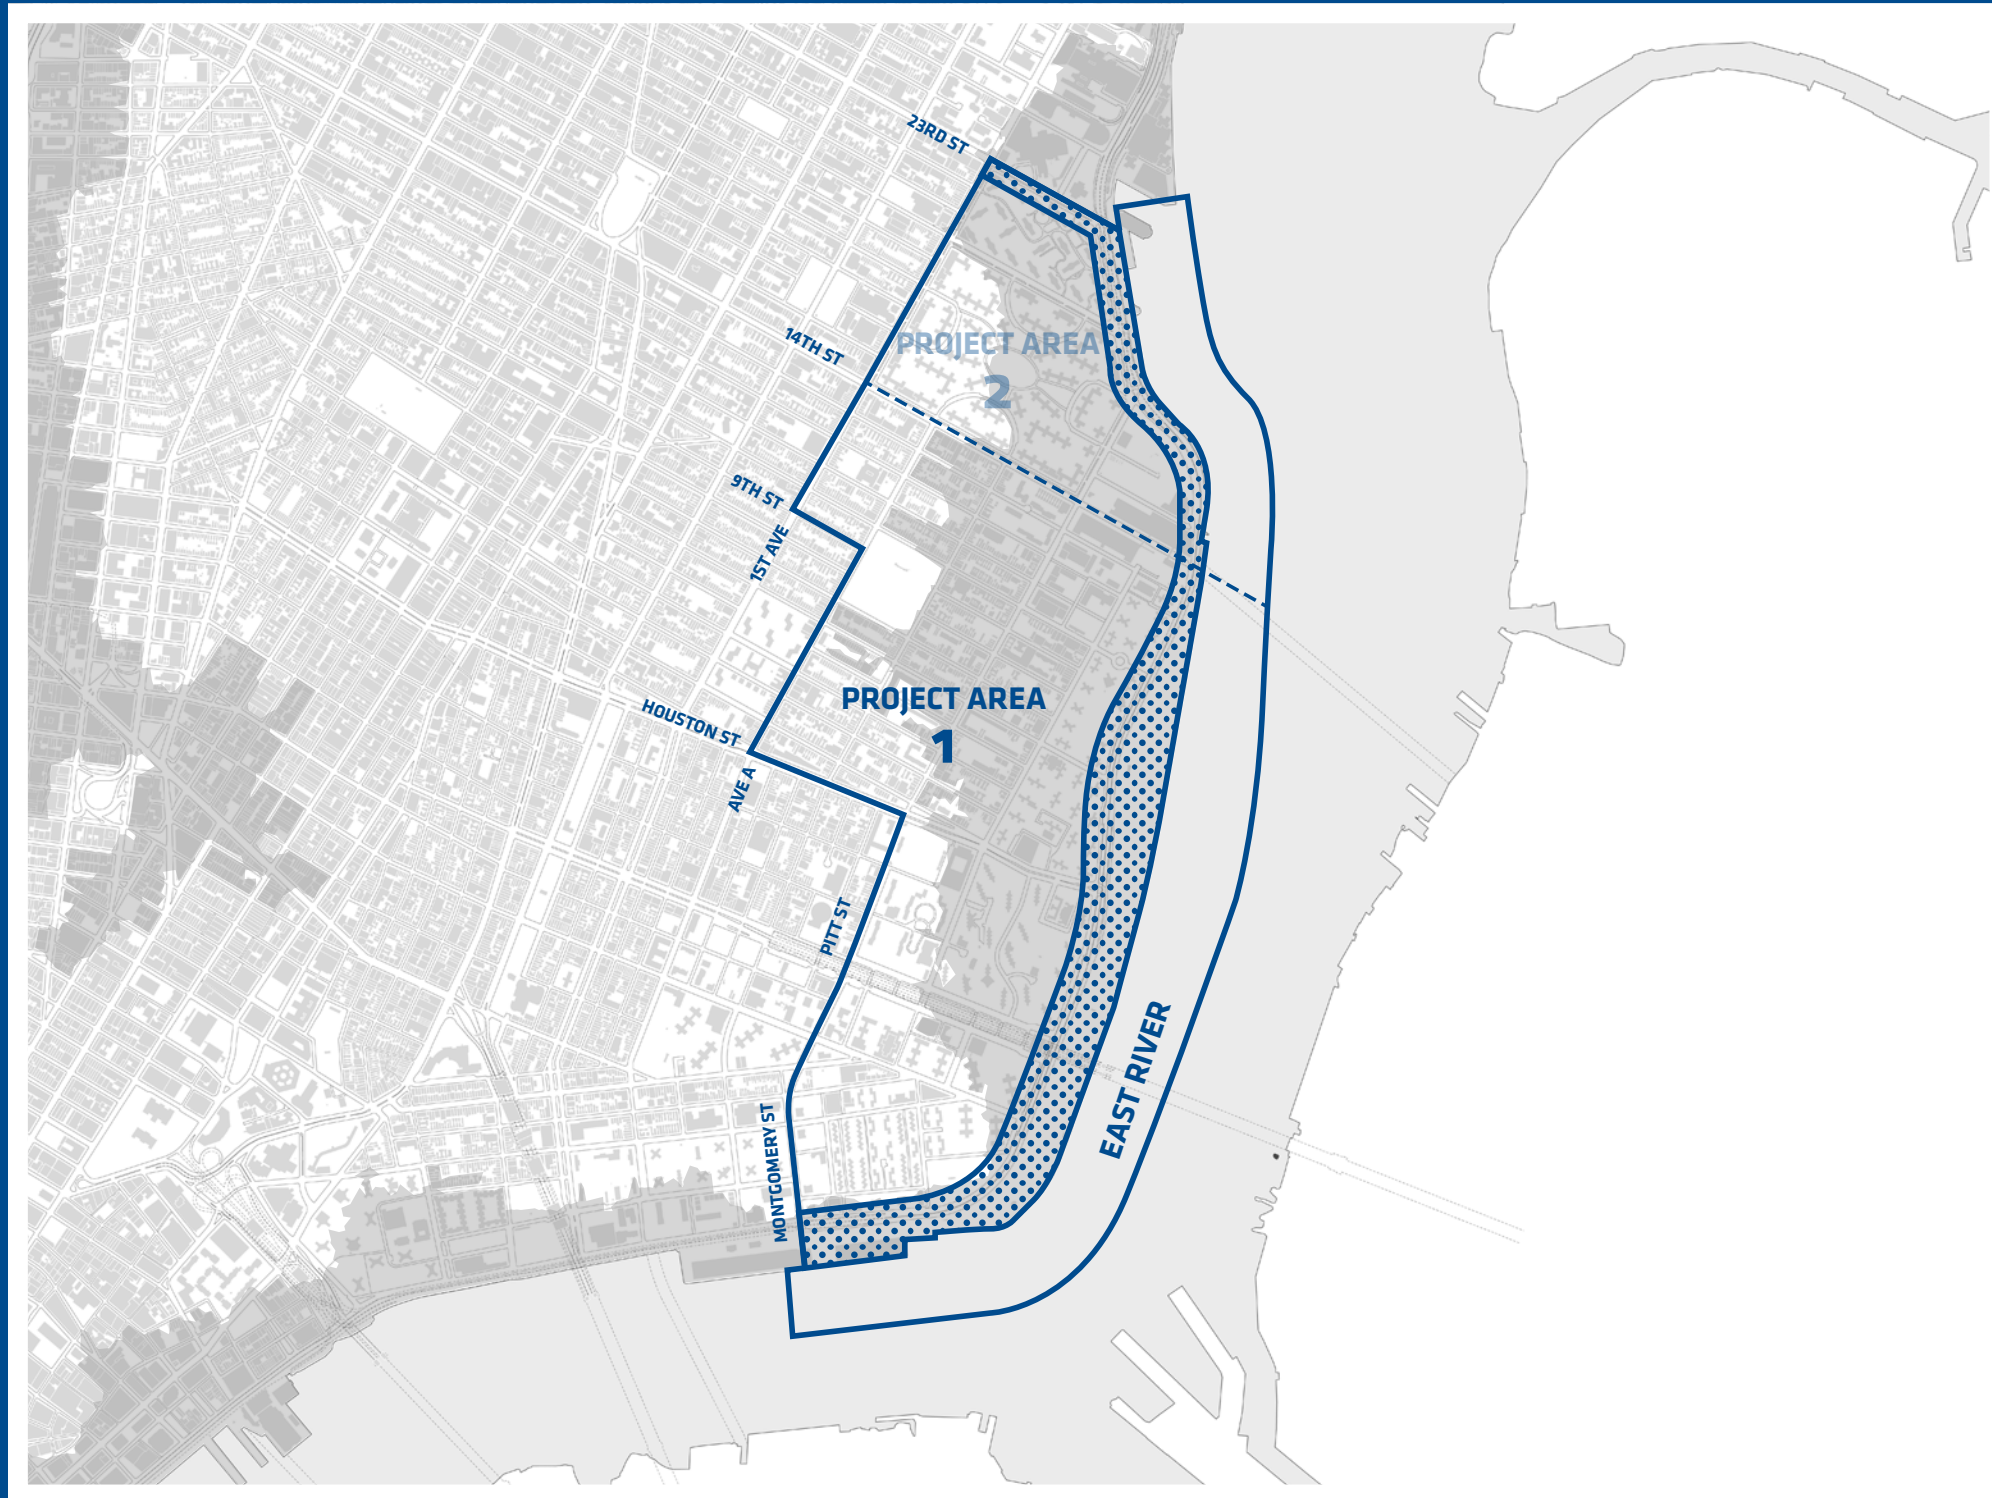 23RD ST
14TH ST
PROJECT AREA
2
9TH ST
1ST AVE
PROJECT AREA
1
HOUSTON ST
AVE A
PITT ST
EAST RIVER
MONTGOMERY ST